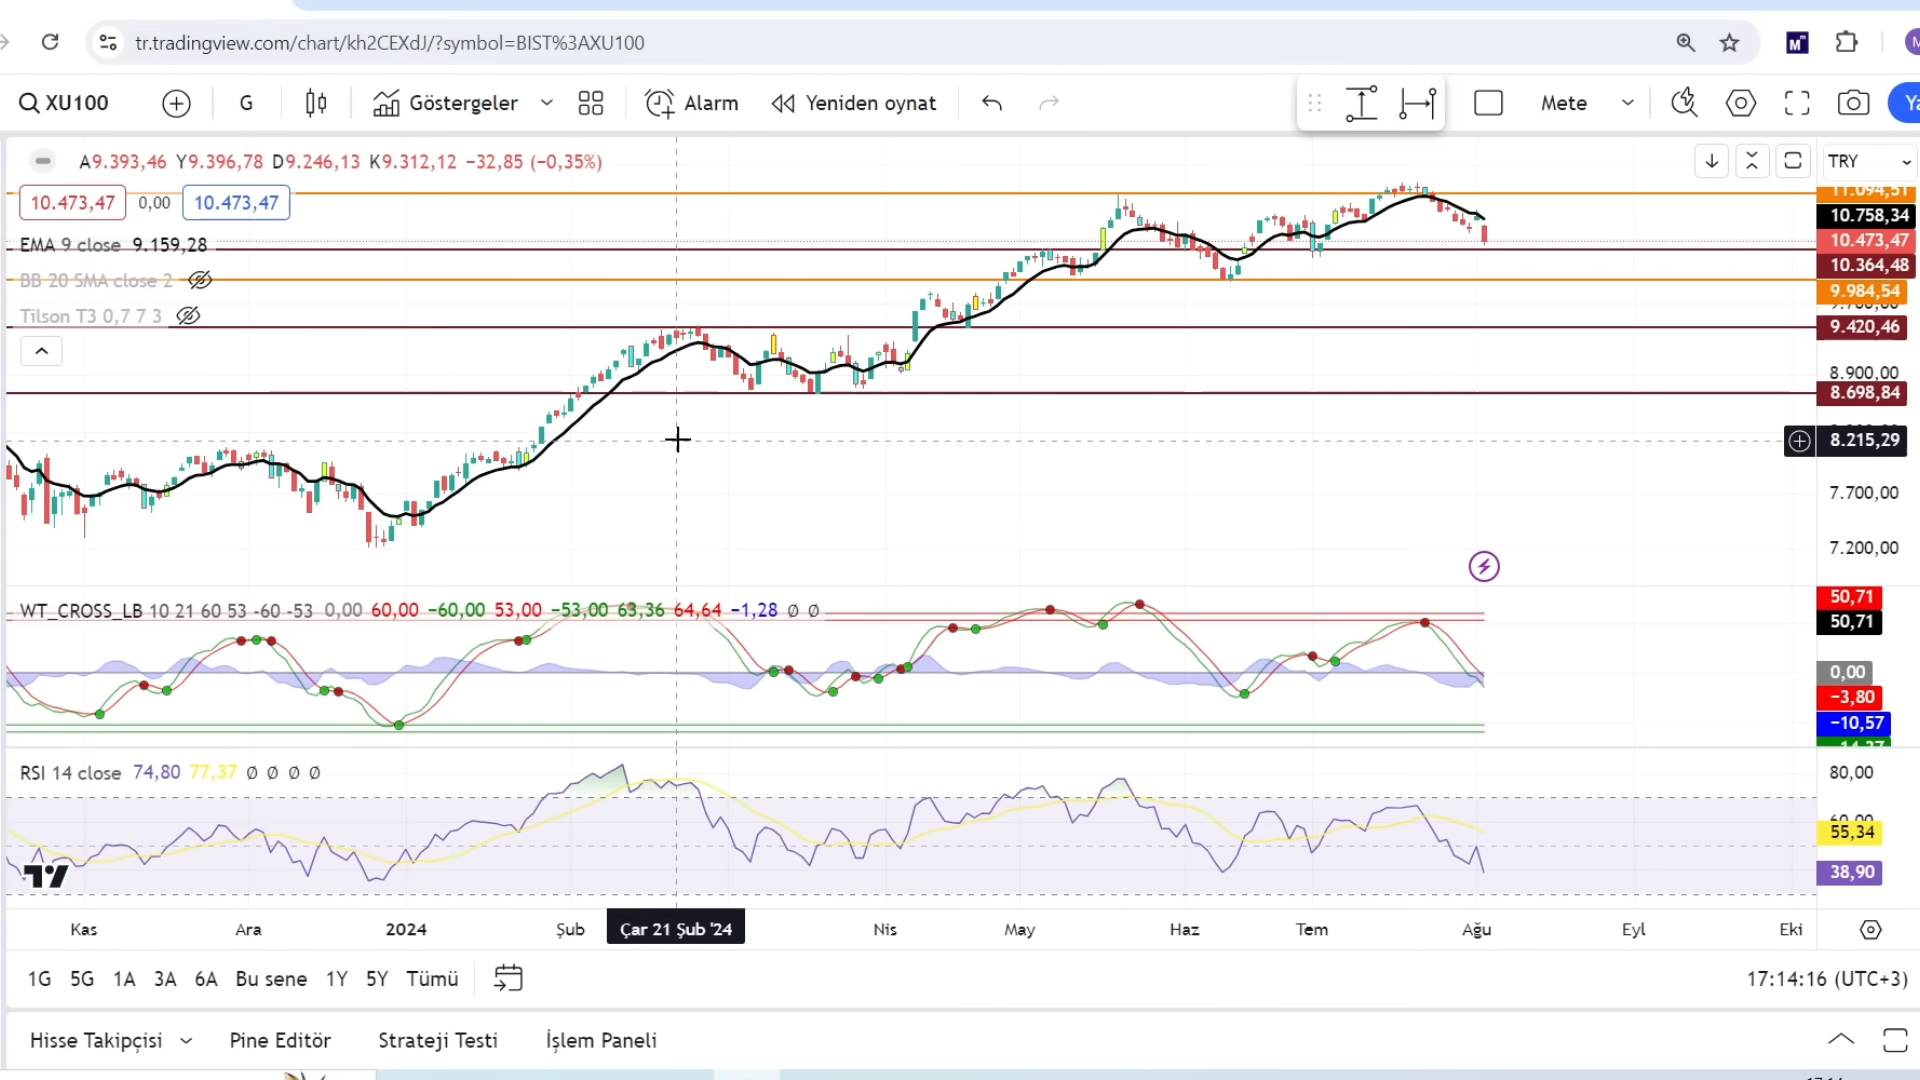 tr.tradingview.com/chart/kh2CEXdJ/?symbol=BIST%3AXU100
XU100 G Göstergeler Alarm Yeniden oynat Mete
A9.393,46 Y9.396,78 D9.246,13 K9.312,12 −32,85 (−0,35%)
TRY
10.473,47 0,00 10.473,47
11.094,51
10.758,34
10.473,47
10.364,48
9.984,54
9.420,46
8.900,00
8.698,84
8.215,29
7.700,00
7.200,00
EMA 9 close 9.159,28
BB 20 SMA close 2
Tilson T3 0,7 7 3
WT_CROSS_LB 10 21 60 53 -60 -53 0,00 60,00 −60,00 53,00 −53,00 63,36 64,64 −1,28 ∅ ∅
50,71
50,71
0,00
−3,80
−10,57
RSI 14 close 74,80 77,37 ∅ ∅ ∅ ∅
80,00
60,00
55,34
38,90
Kas Ara 2024 Şub Çar 21 Şub '24 Nis May Haz Tem Ağu Eyl Eki
1G 5G 1A 3A 6A Bu sene 1Y 5Y Tümü
17:14:16 (UTC+3)
Hisse Takipçisi Pine Editör Strateji Testi İşlem Paneli